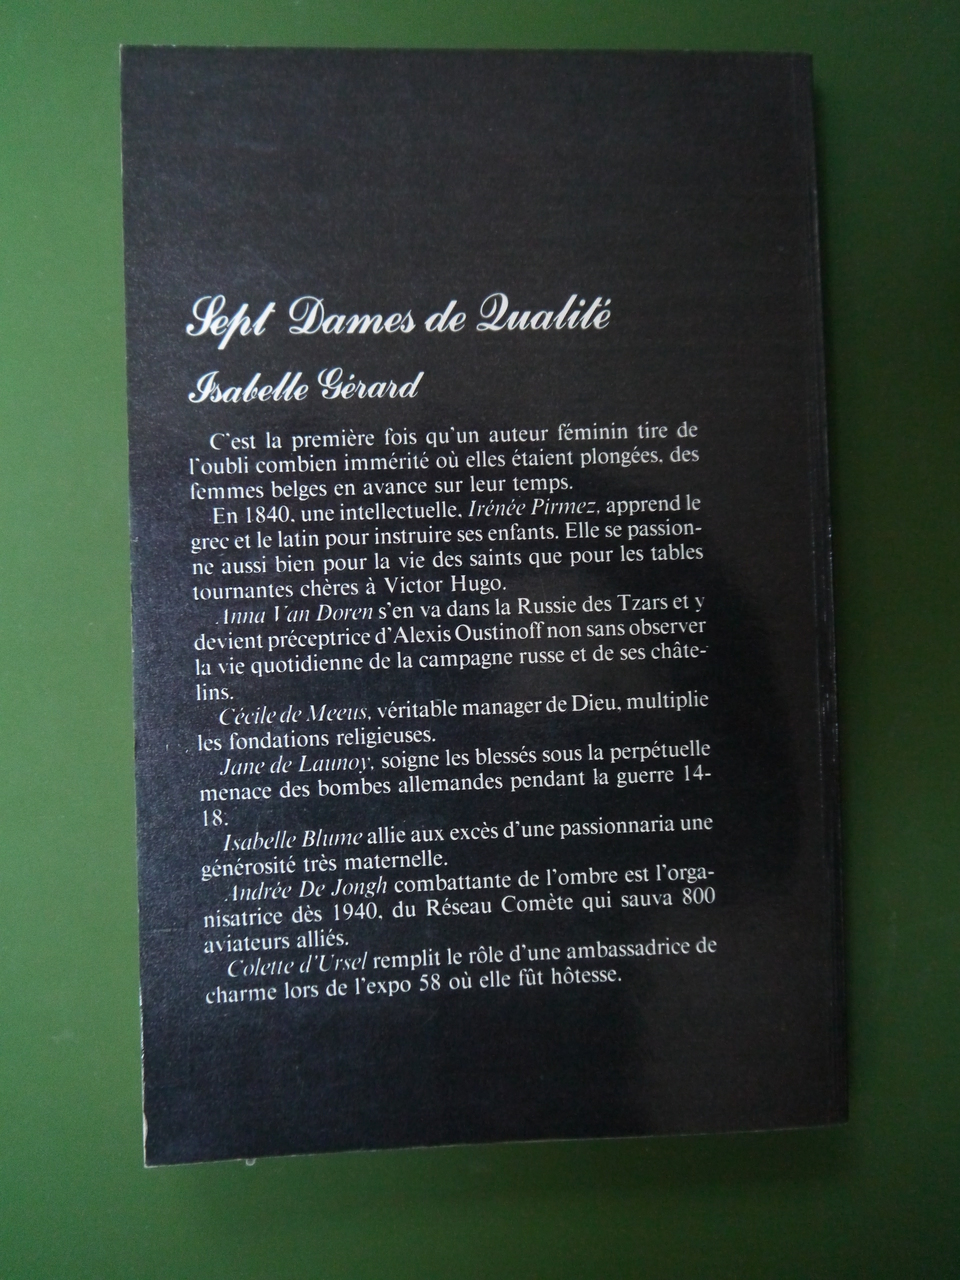 Sept Dames de Qualité
Isabelle Gérard
C'est la première fois qu'un auteur féminin tire de
l'oubli combien immérité où elles étaient plongées, des
femmes belges en avance sur leur temps.
En 1840, une intellectuelle, Irénée Pirmez, apprend le
grec et le latin pour instruire ses enfants. Elle se passion-
ne aussi bien pour la vie des saints que pour les tables
tournantes chères à Victor Hugo.
Anna Van Doren s'en va dans la Russie des Tzars et y
devient préceptrice d'Alexis Oustinoff non sans observer
la vie quotidienne de la campagne russe et de ses châte-
lins.
Cécile de Meeus, véritable manager de Dieu, multiplie
les fondations religieuses.
Jane de Launoy, soigne les blessés sous la perpétuelle
menace des bombes allemandes pendant la guerre 14-
18.
Isabelle Blume allie aux excès d'une passionnaria une
générosité très maternelle.
Andrée De Jongh combattante de l'ombre est l'orga-
nisatrice dès 1940, du Réseau Comète qui sauva 800
aviateurs alliés.
Colette d'Ursel remplit le rôle d'une ambassadrice de
charme lors de l'expo 58 où elle fût hôtesse.